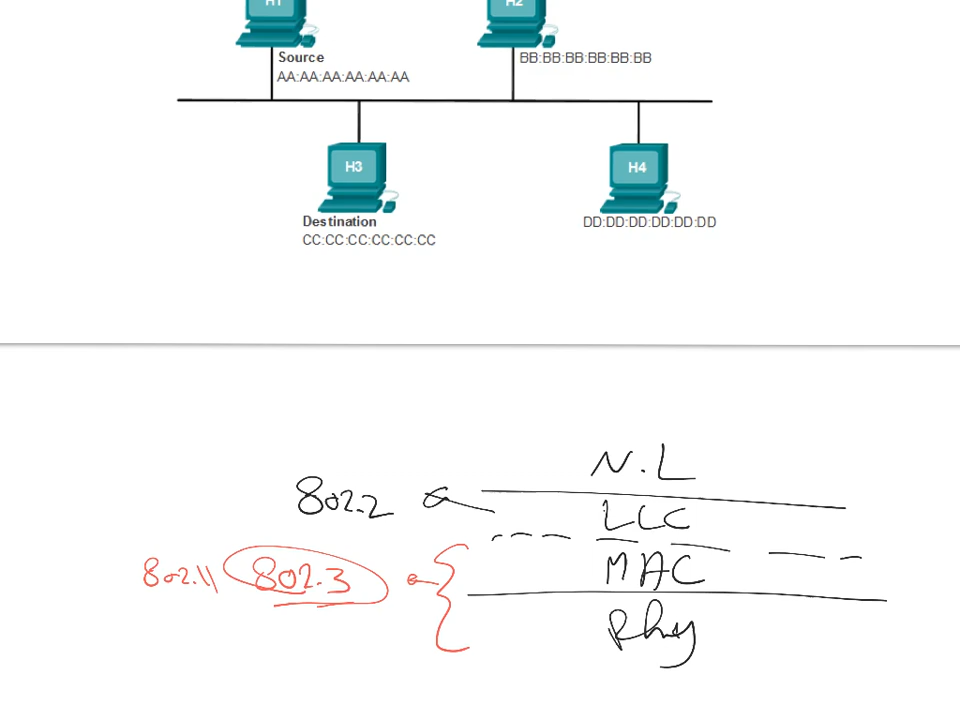 H1
H2
Source
AA:AA:AA:AA:AA:AA
BB:BB:BB:BB:BB:BB
H3
H4
Destination
CC:CC:CC:CC:CC:CC
DD:DD:DD:DD:DD:DD
N.L
802.2
LLC
802.11 802.3
MAC
Phy